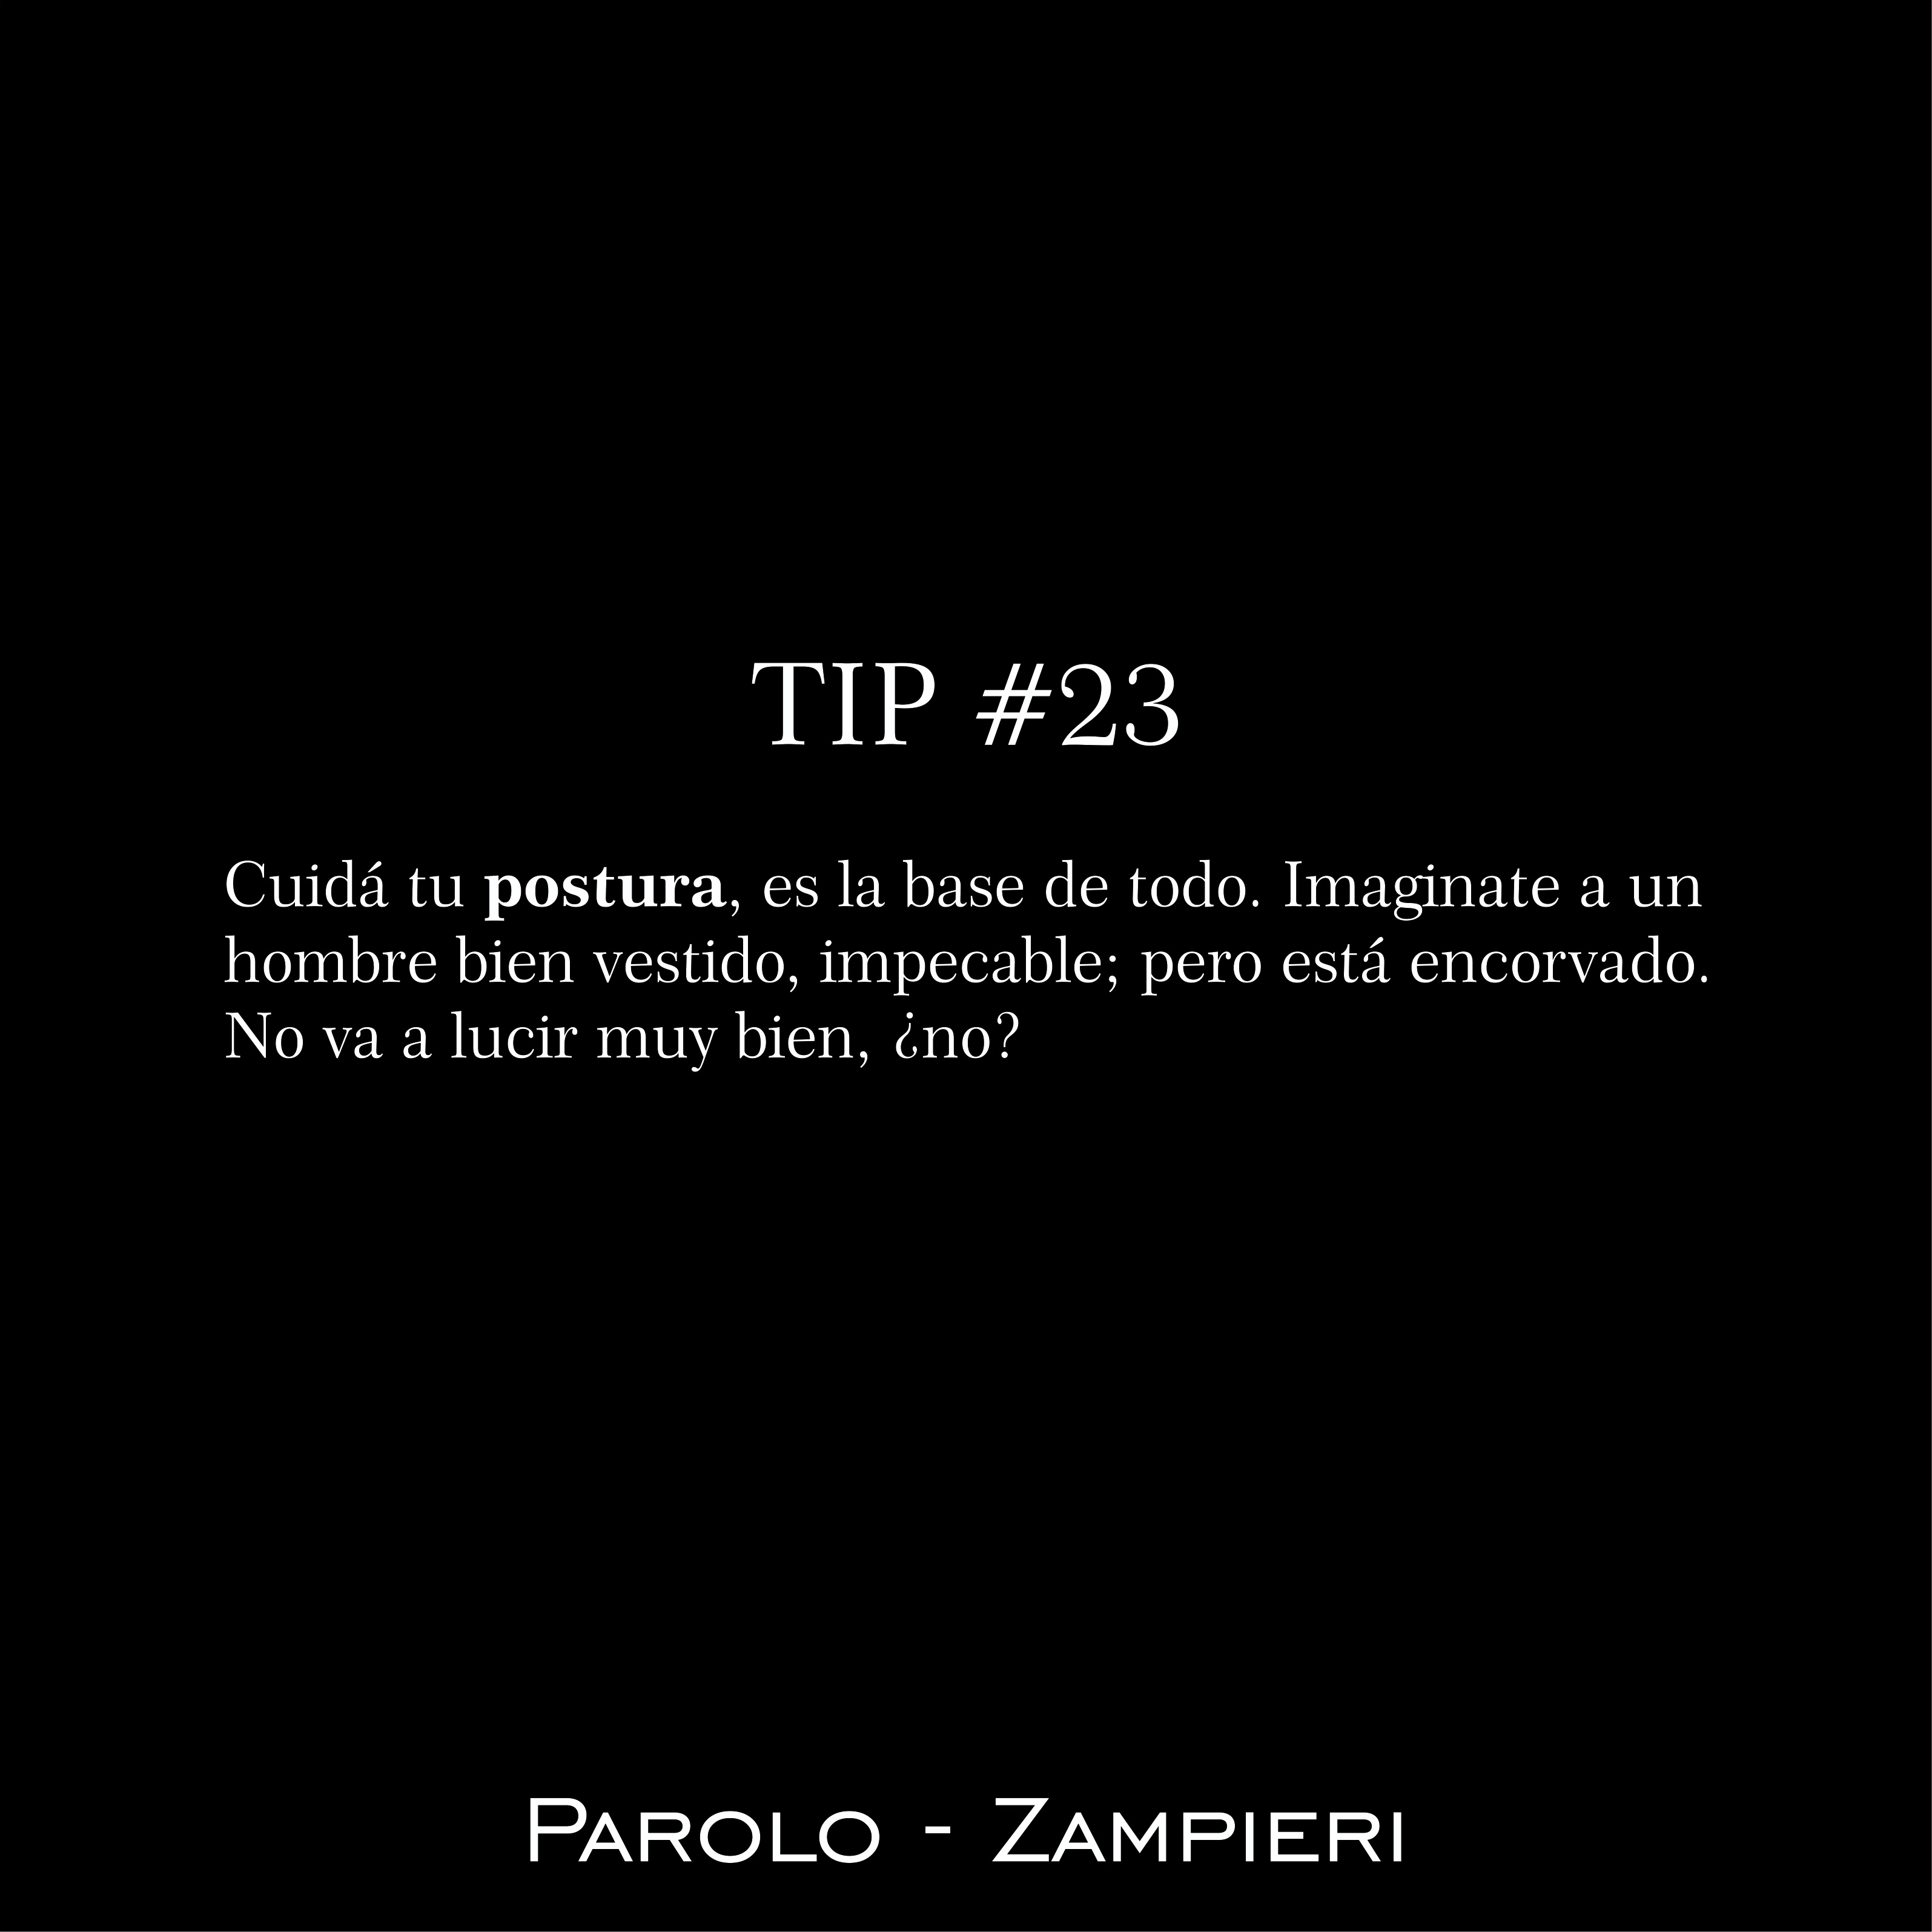 TIP #23
Cuidá tu postura, es la base de todo. Imaginate a un
hombre bien vestido, impecable; pero está encorvado.
No va a lucir muy bien, ¿no?
PAROLO - ZAMPIERI